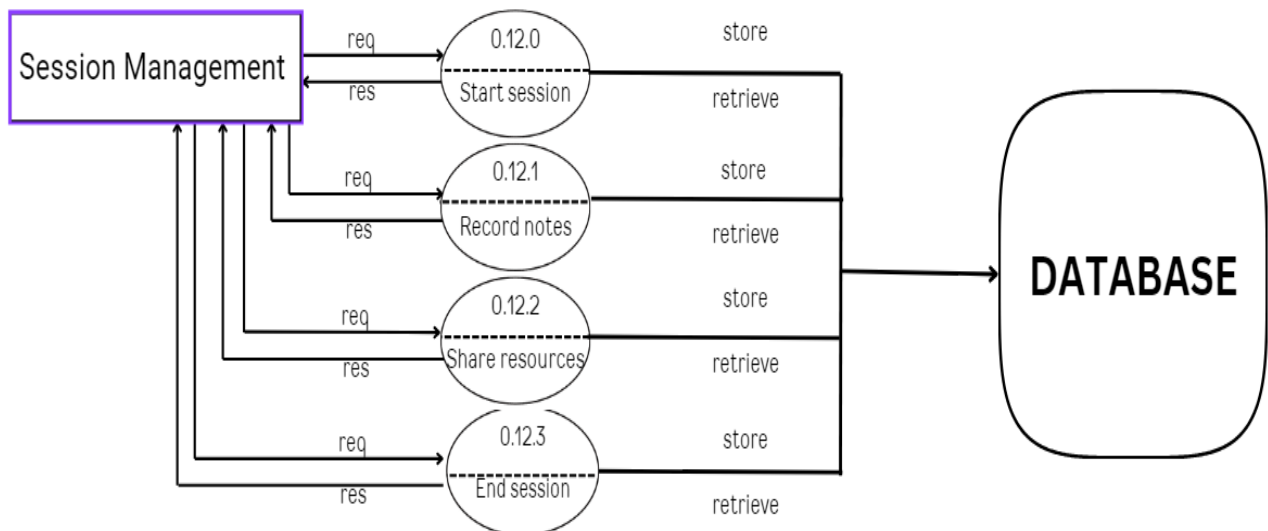 Session Management
req
res
0.12.0
Start session
store
retrieve
req
res
0.12.1
Record notes
store
retrieve
req
res
0.12.2
Share resources
store
retrieve
req
res
0.12.3
End session
store
retrieve
DATABASE